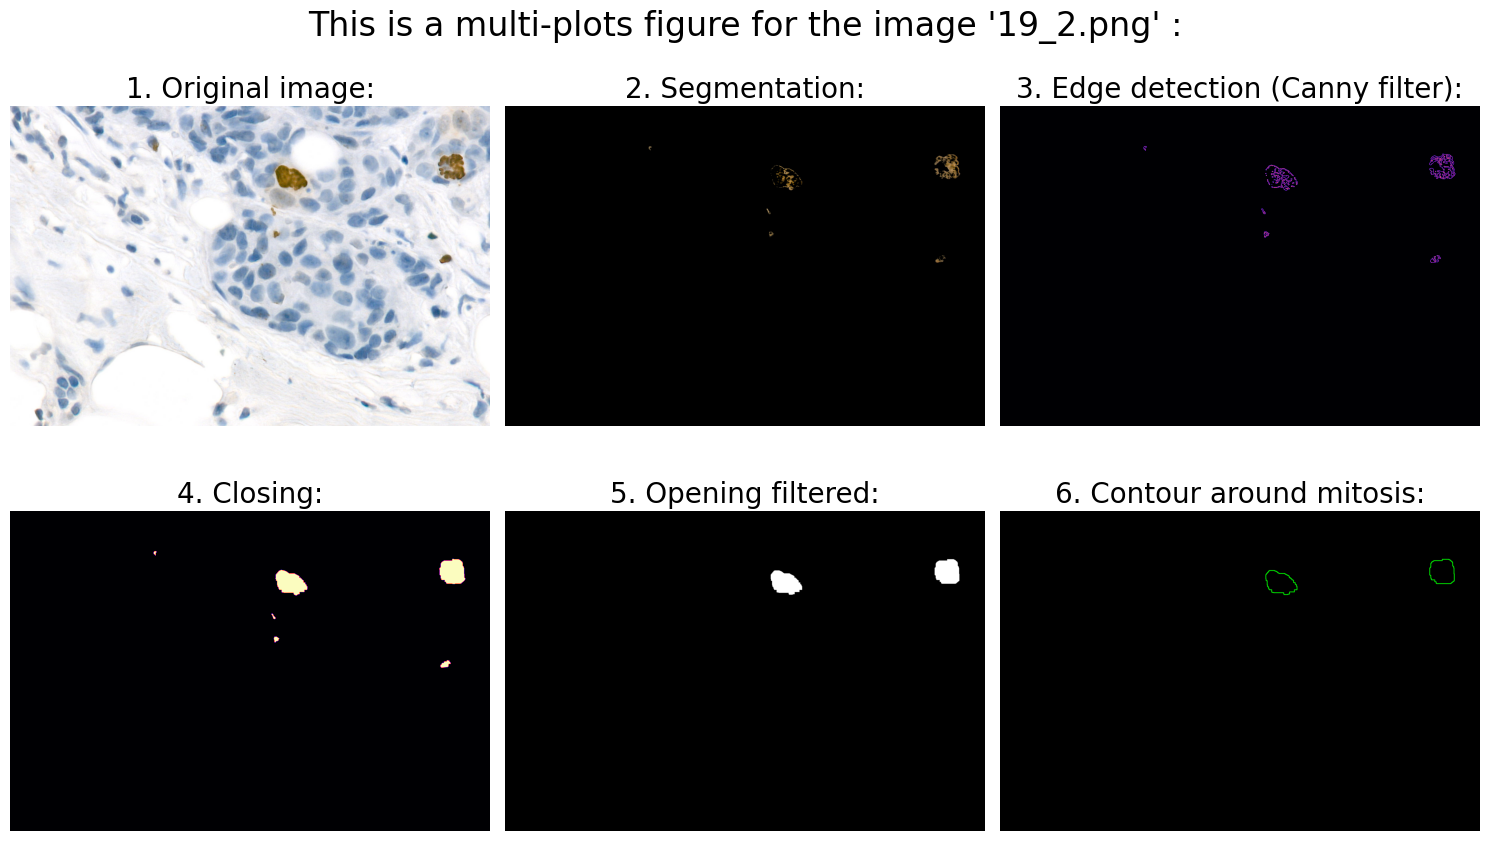 This is a multi-plots figure for the image '19_2.png' :
1. Original image:
2. Segmentation:
3. Edge detection (Canny filter):
4. Closing:
5. Opening filtered:
6. Contour around mitosis: